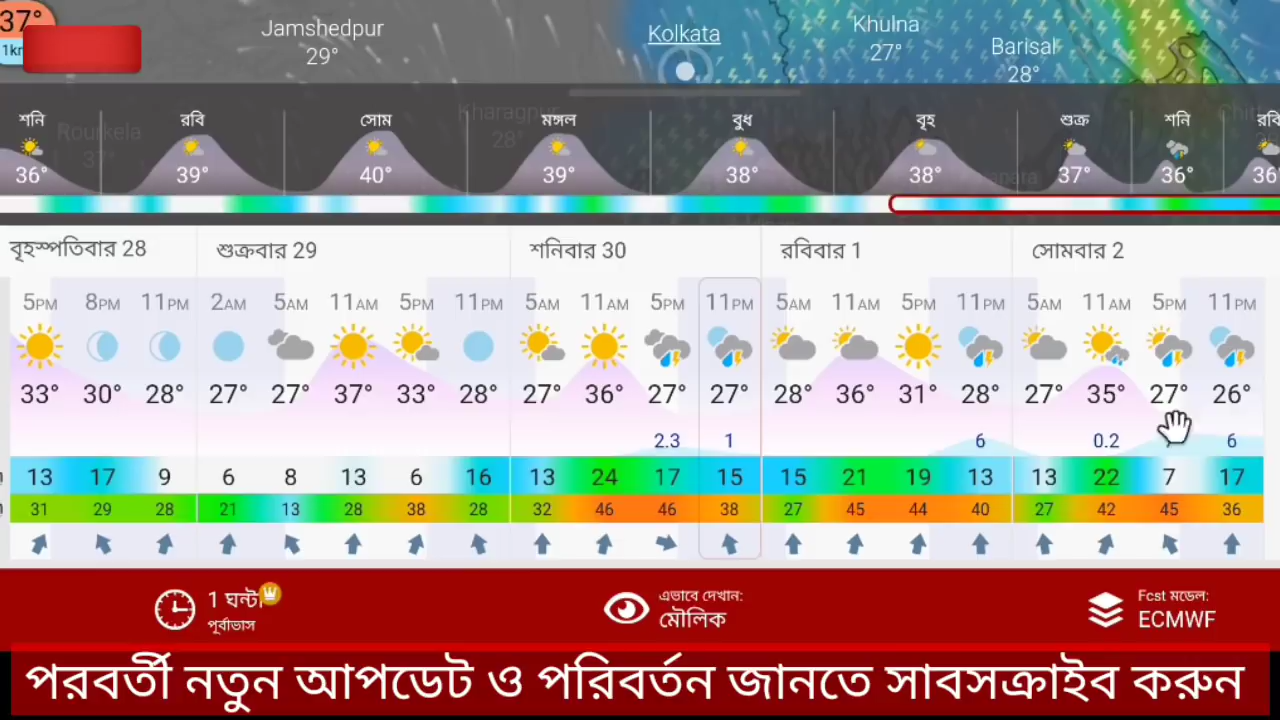 37°
1k
Jamshedpur
29°
Kolkata
Khulna
27°
Barisal
28°
Rourkela
37°
Kharagpur
28°
শনি রবি সোম মঙ্গল বুধ বৃহ শুক্র শনি রবি
36° 39° 40° 39° 38° 38° 37° 36° 36
বৃহস্পতিবার 28 শুক্রবার 29 শনিবার 30 রবিবার 1 সোমবার 2
5PM 8PM 11PM 2AM 5AM 11AM 5PM 11PM 5AM 11AM 5PM 11PM 5AM 11AM 5PM 11PM 5AM 11AM 5PM 11PM
33° 30° 28° 27° 27° 37° 33° 28° 27° 36° 27° 27° 28° 36° 31° 28° 27° 35° 27° 26°
2.3 1 6 0.2 6
13 17 9 6 8 13 6 16 13 24 17 15 15 21 19 13 13 22 7 17
31 29 28 21 13 28 38 28 32 46 46 38 27 45 44 40 27 42 45 36
1 ঘন্টা
পূর্বাভাস
এভাবে দেখান:
মৌলিক
Fcst মডেল:
ECMWF
পরবর্তী নতুন আপডেট ও পরিবর্তন জানতে সাবসক্রাইব করুন